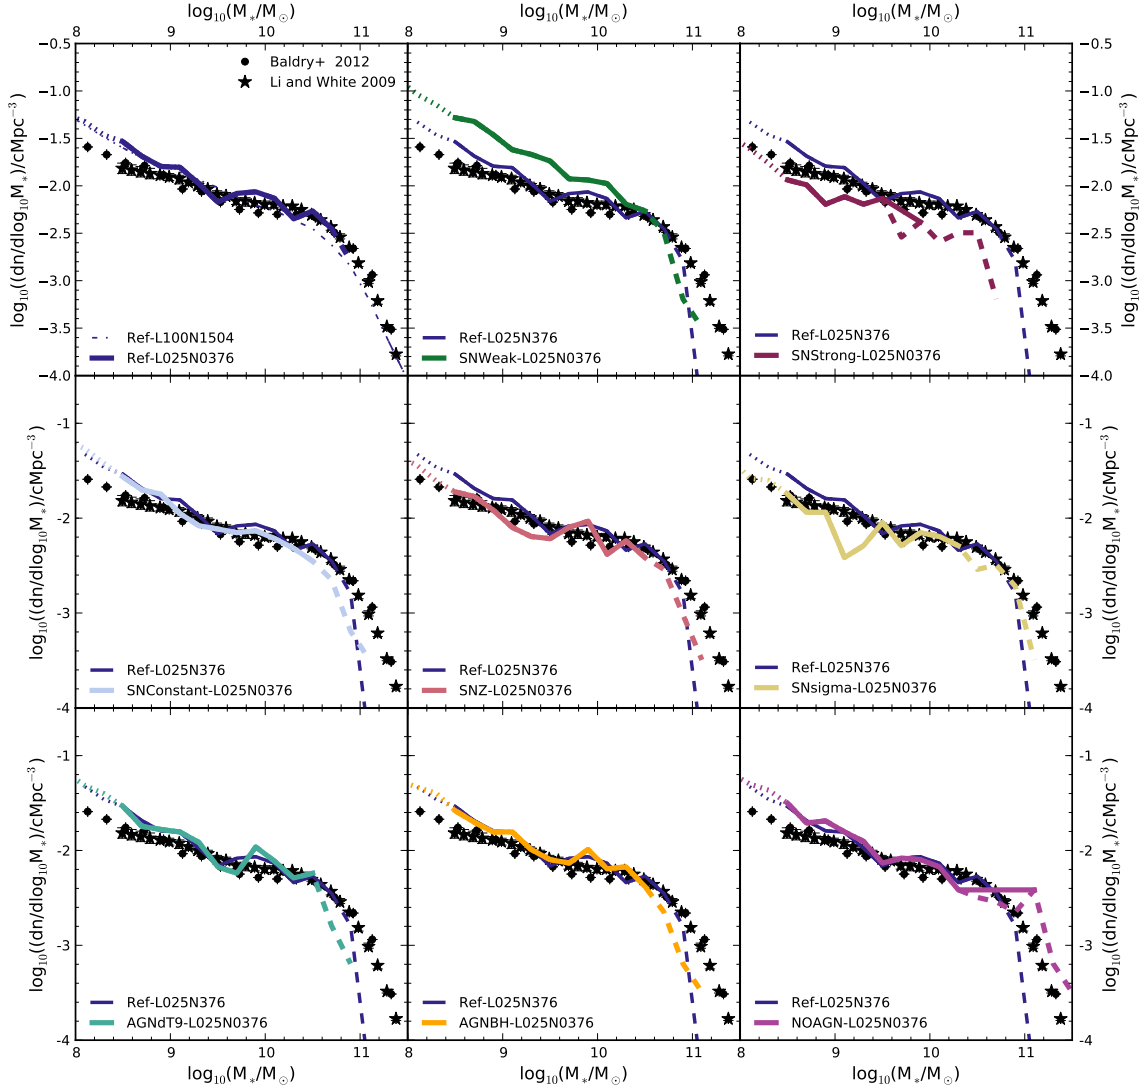 log10(M*/M⊙) log10(M*/M⊙) log10(M*/M⊙)
8 9 10 11 8 9 10 11 8 9 10 11
log10((dn/dlog10M*)/cMpc−3)
−0.5
−1.0
−1.5
−2.0
−2.5
−3.0
−3.5
−4.0
Baldry+ 2012
Li and White 2009
Ref-L100N1504
Ref-L025N0376
Ref-L025N376
SNWeak-L025N0376
Ref-L025N376
SNStrong-L025N0376
−0.5
−1.0
−1.5
−2.0
−2.5
−3.0
−3.5
−4.0
log10((dn/dlog10M*)/cMpc−3)
log10((dn/dlog10M*)/cMpc−3)
-1
-2
-3
-4
Ref-L025N376
SNConstant-L025N0376
Ref-L025N376
SNZ-L025N0376
Ref-L025N376
SNsigma-L025N0376
-1
-2
-3
-4
log10((dn/dlog10M*)/cMpc−3)
log10((dn/dlog10M*)/cMpc−3)
-1
-2
-3
-4
Ref-L025N376
AGNdT9-L025N0376
Ref-L025N376
AGNBH-L025N0376
Ref-L025N376
NOAGN-L025N0376
-1
-2
-3
-4
log10((dn/dlog10M*)/cMpc−3)
8 9 10 11 8 9 10 11 8 9 10 11
log10(M*/M⊙) log10(M*/M⊙) log10(M*/M⊙)